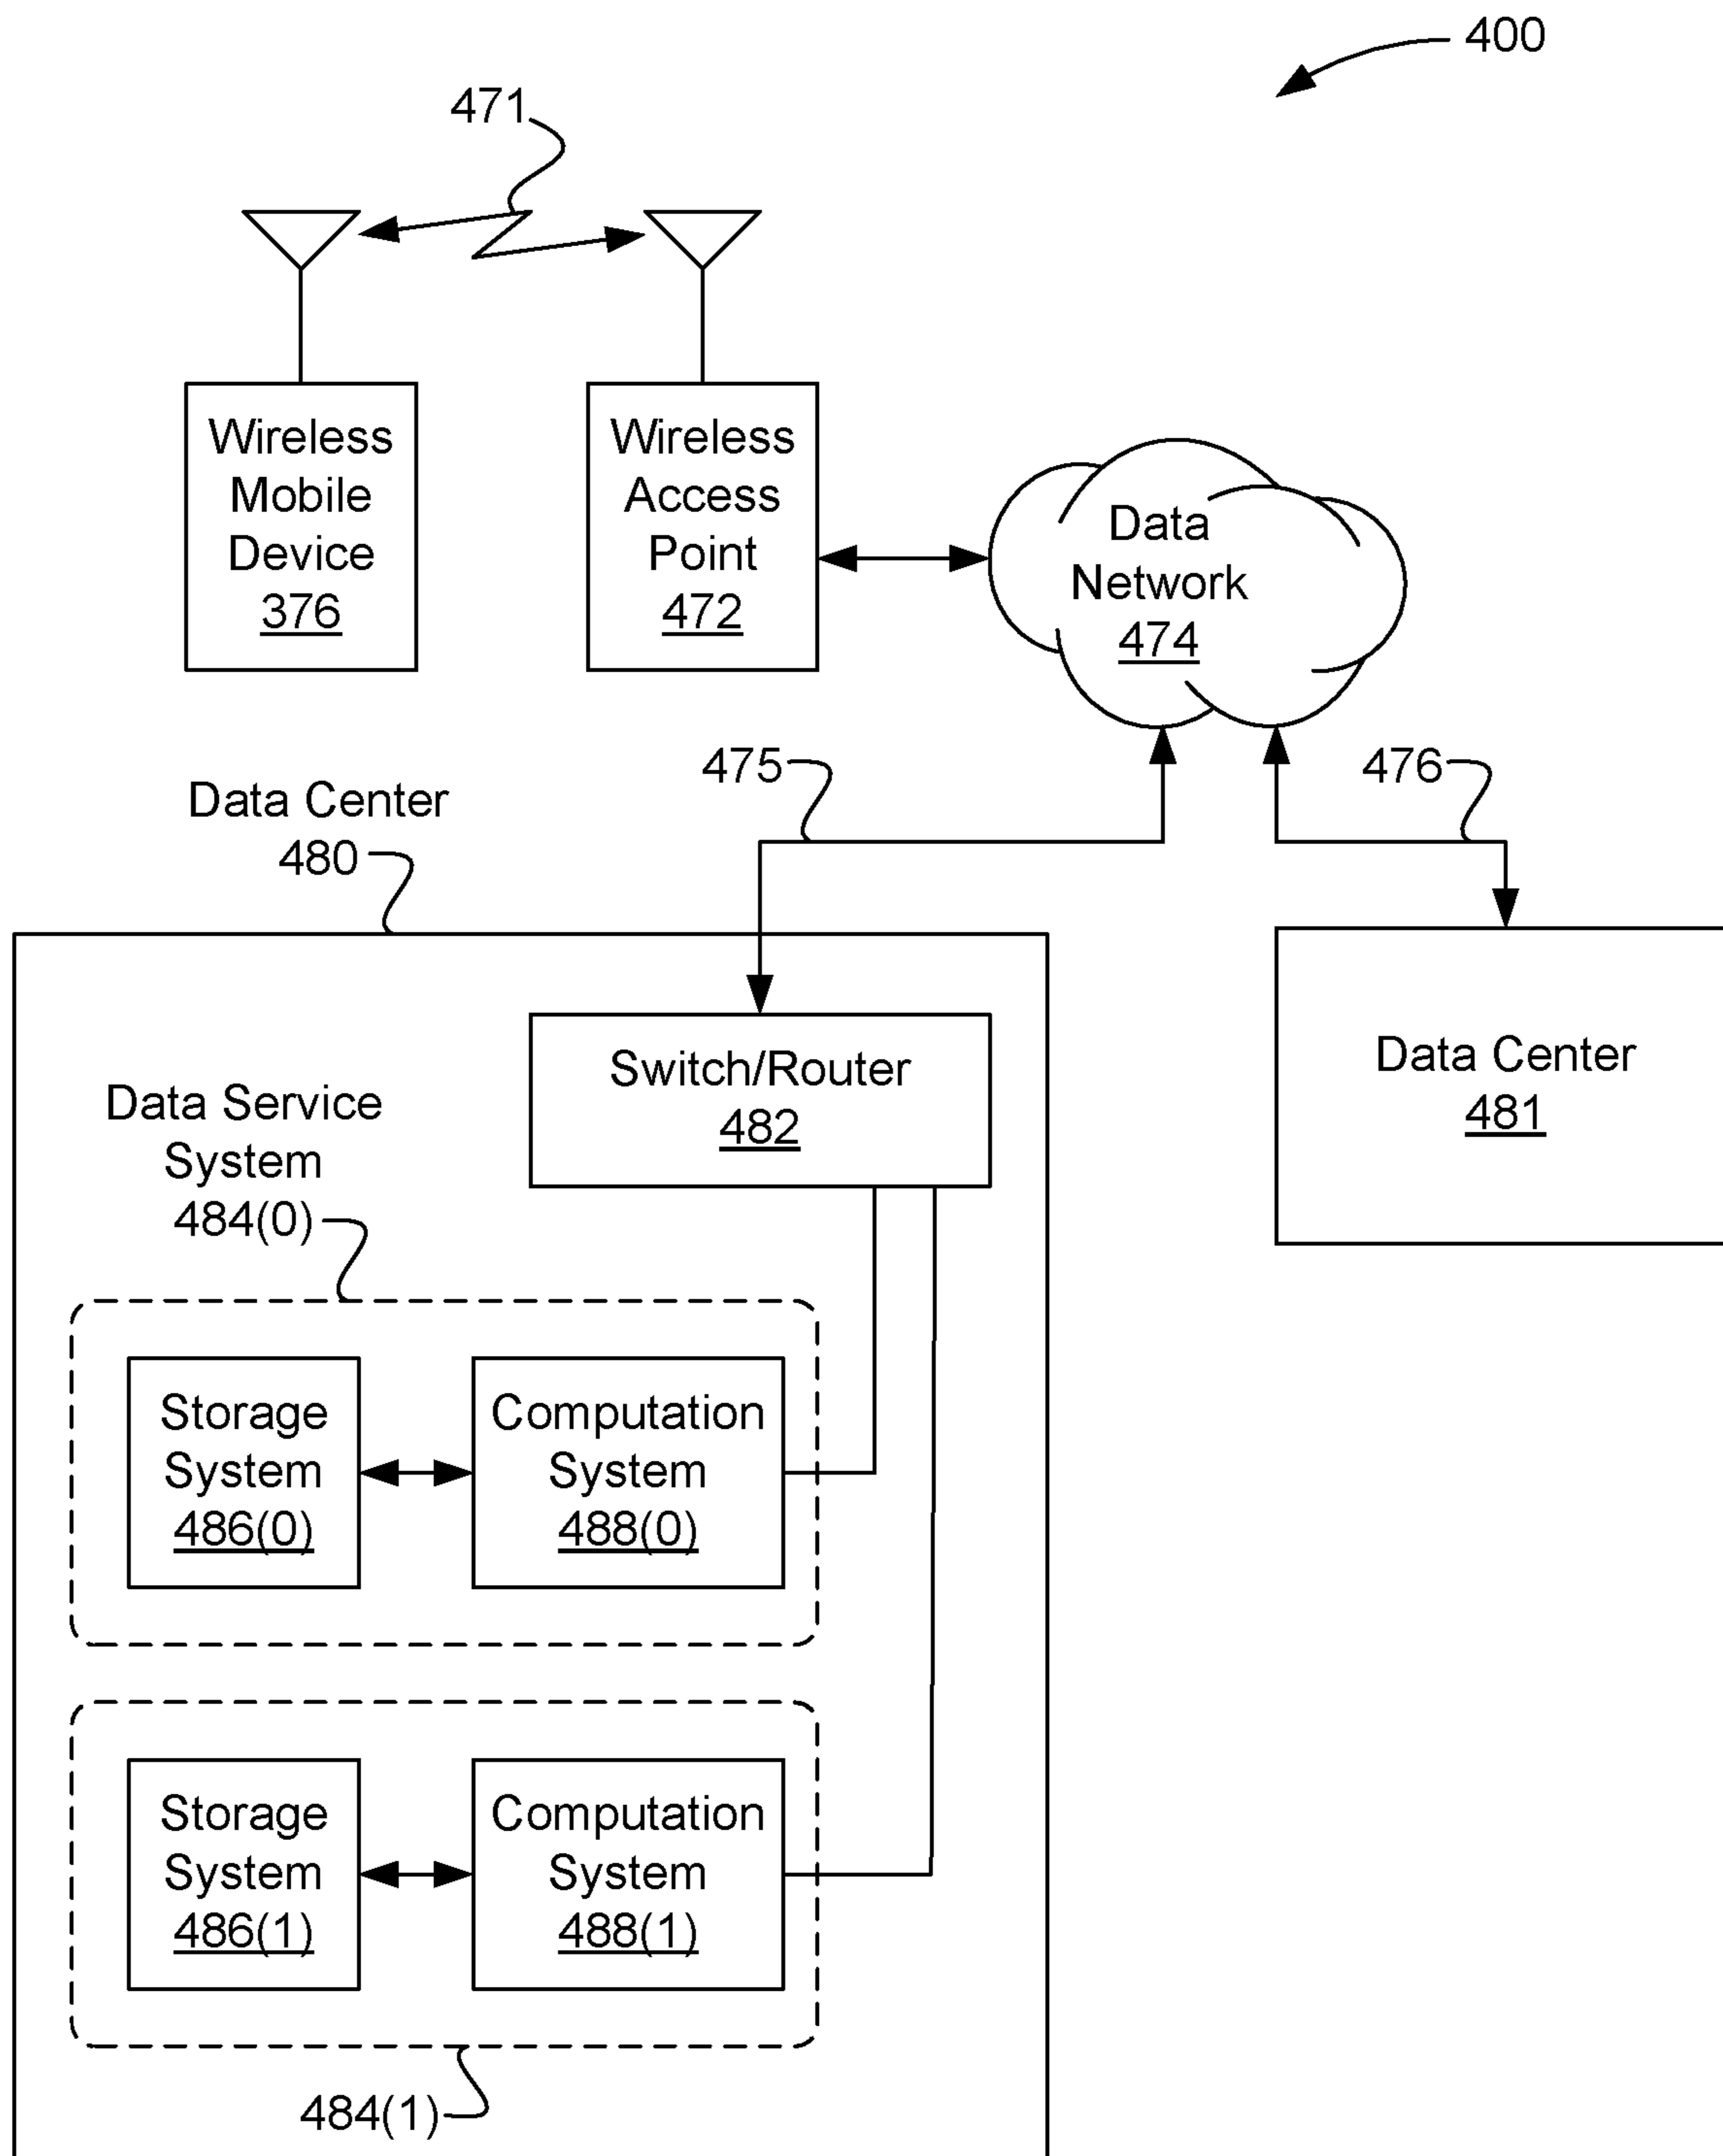 400
471
Wireless
Mobile
Device
376
Wireless
Access
Point
472
Data
Network
474
475
476
Data Center
480
Switch/Router
482
Data Center
481
Data Service
System
484(0)
Storage
System
486(0)
Computation
System
488(0)
Storage
System
486(1)
Computation
System
488(1)
484(1)